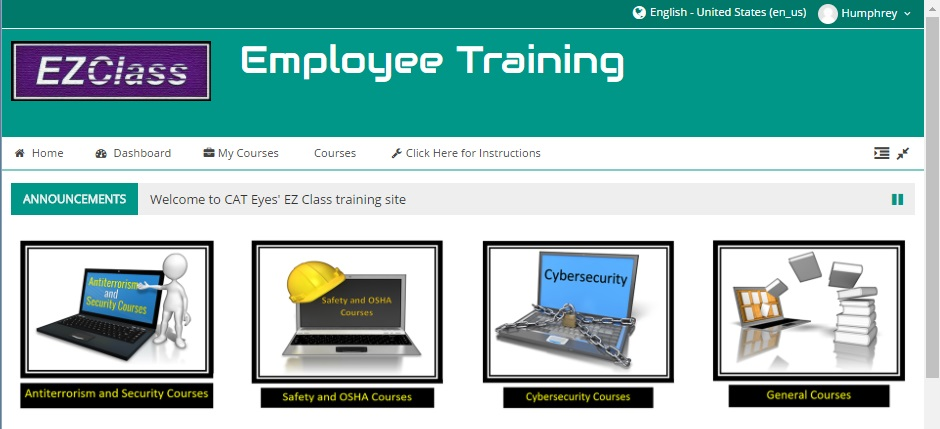 English - United States (en_us) Humphrey
EZClass
Employee Training
Home Dashboard My Courses Courses Click Here for Instructions
ANNOUNCEMENTS Welcome to CAT Eyes' EZ Class training site
Antiterrorism
and
Security Courses
Safety and OSHA
Courses
Cybersecurity
Antiterrorism and Security Courses
Safety and OSHA Courses
Cybersecurity Courses
General Courses